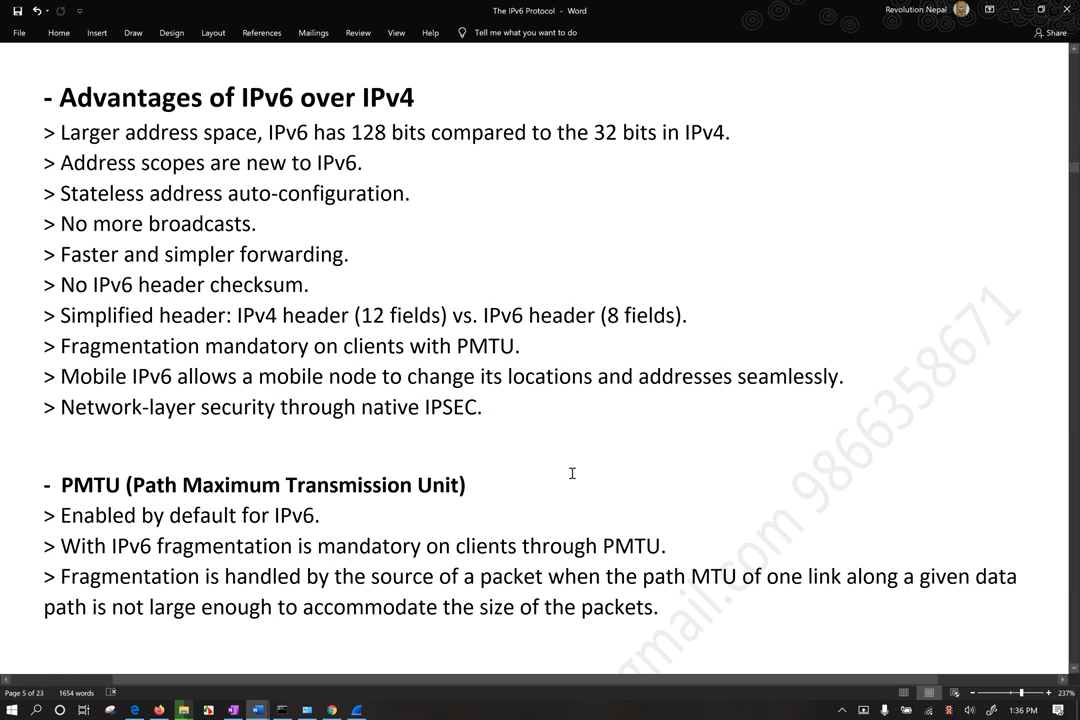 The IPv6 Protocol - Word
Revolution Nepal
File Home Insert Draw Design Layout References Mailings Review View Help Tell me what you want to do Share
- Advantages of IPv6 over IPv4
> Larger address space, IPv6 has 128 bits compared to the 32 bits in IPv4.
> Address scopes are new to IPv6.
> Stateless address auto-configuration.
> No more broadcasts.
> Faster and simpler forwarding.
> No IPv6 header checksum.
> Simplified header: IPv4 header (12 fields) vs. IPv6 header (8 fields).
> Fragmentation mandatory on clients with PMTU.
> Mobile IPv6 allows a mobile node to change its locations and addresses seamlessly.
> Network-layer security through native IPSEC.
- PMTU (Path Maximum Transmission Unit)
> Enabled by default for IPv6.
> With IPv6 fragmentation is mandatory on clients through PMTU.
> Fragmentation is handled by the source of a packet when the path MTU of one link along a given data
path is not large enough to accommodate the size of the packets.
gmail.com 9866358671
Page 5 of 23 1654 words 237%
1:36 PM